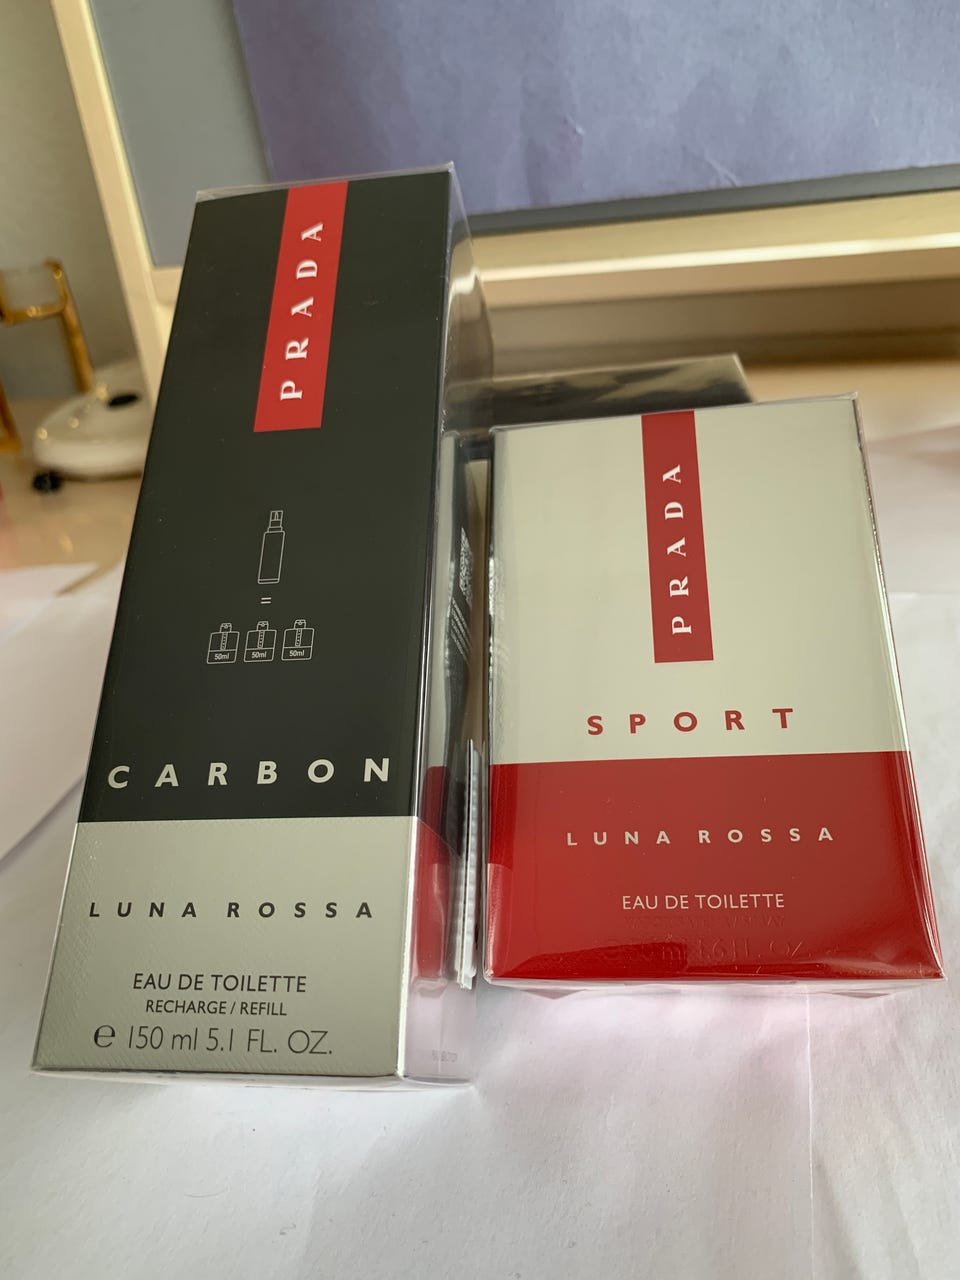 PRADA
=
50ml 50ml 50ml
CARBON
LUNA ROSSA
EAU DE TOILETTE
RECHARGE / REFILL
e 150 ml 5.1 FL. OZ.
PRADA
SPORT
LUNA ROSSA
EAU DE TOILETTE